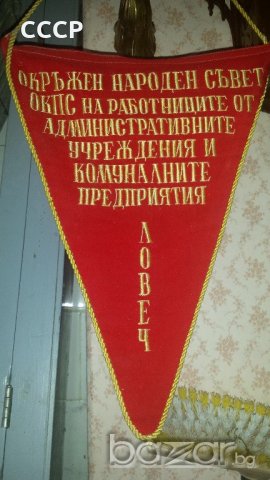 СССР
ОКРЪЖЕН НАРОДЕН СЪВЕТ
ОКПС НА РАБОТНИЦИТЕ ОТ
АДМИНИСТРАТИВНИТЕ
УЧРЕЖДЕНИЯ И
КОМУНАЛНИТЕ
ПРЕДПРИЯТИЯ
ЛОВЕЧ
bazar.bg